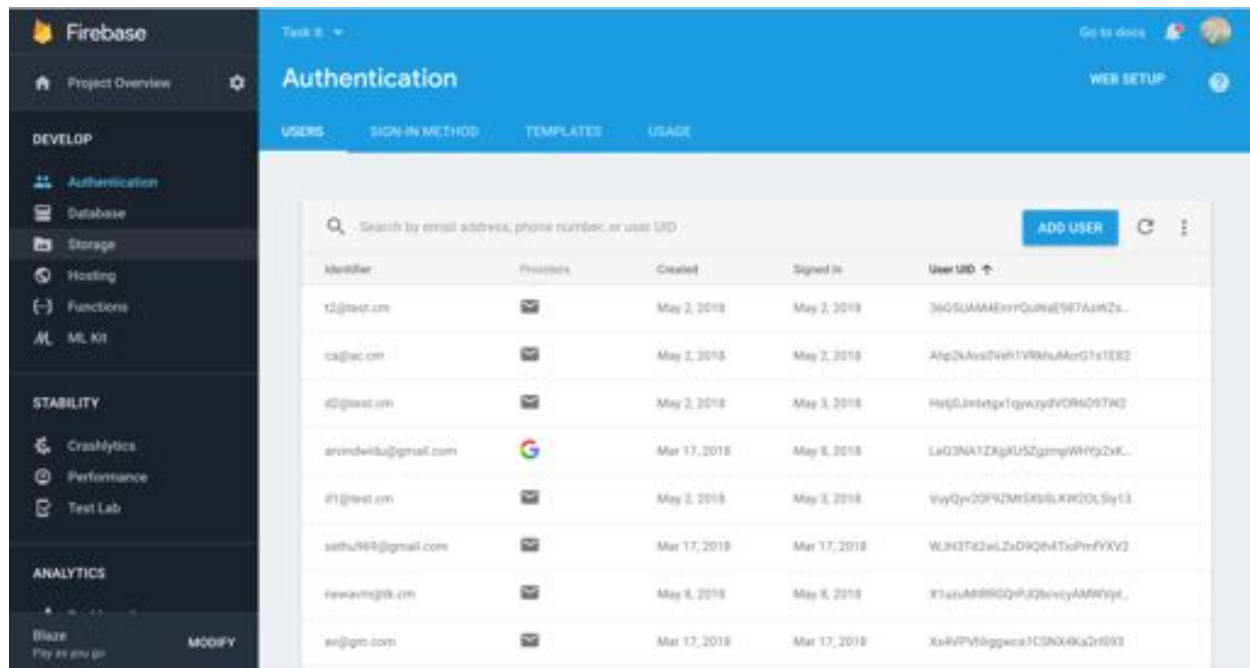 Firebase
Project Overview
DEVELOP
Authentication
Database
Storage
Hosting
Functions
ML Kit
STABILITY
Crashlytics
Performance
Test Lab
ANALYTICS
Blaze
Pay as you go
MODIFY
Task It
Go to docs
Authentication
WEB SETUP
USERS SIGN-IN METHOD TEMPLATES USAGE
Search by email address, phone number, or user UID
ADD USER
Identifier Providers Created Signed In User UID
t2@test.cm May 2, 2018 May 2, 2018
ca@ac.cm May 2, 2018 May 2, 2018
d2@test.cm May 2, 2018 May 3, 2018
arvindwidu@gmail.com Mar 17, 2018 May 8, 2018
d1@test.cm May 2, 2018 May 3, 2018
sethu969@gmail.com Mar 17, 2018 Mar 17, 2018
May 8, 2018 May 8, 2018
av@gm.com Mar 17, 2018 Mar 17, 2018